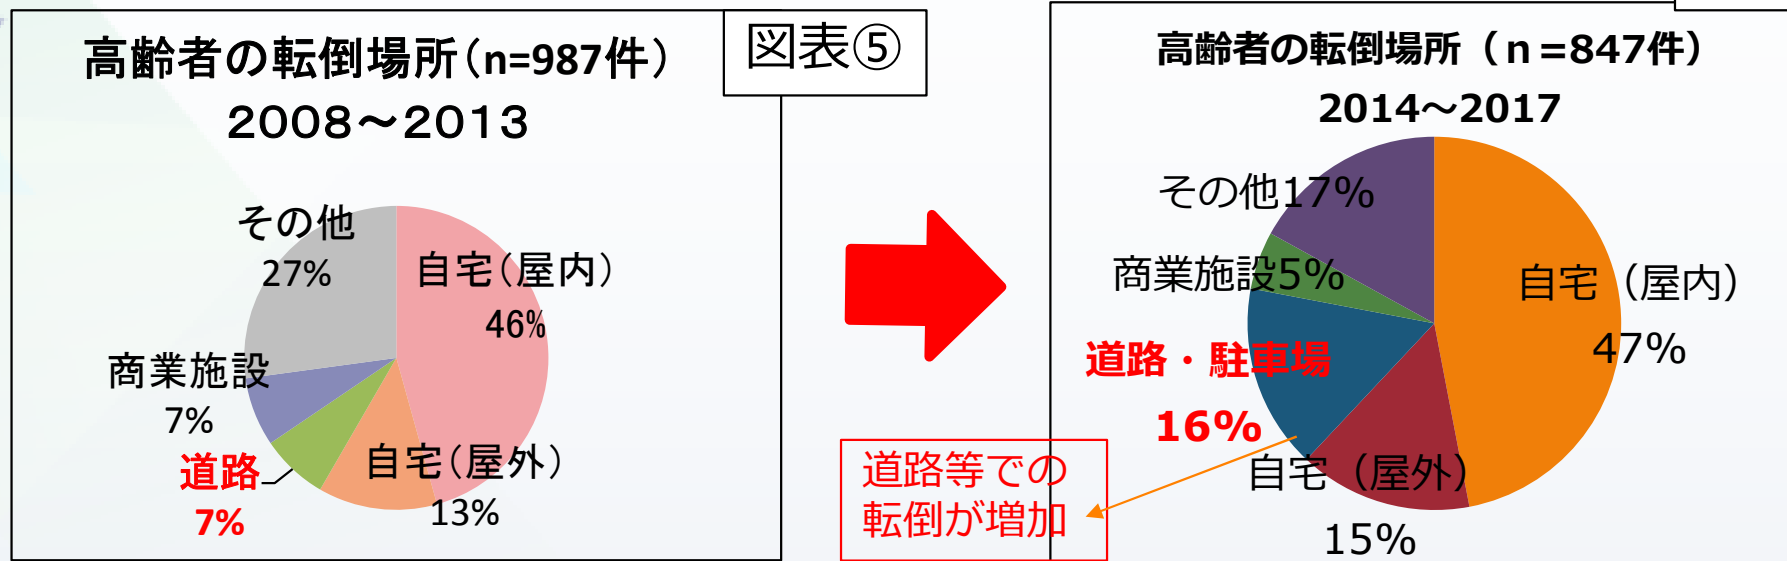 図表⑤
高齢者の転倒場所(n=987件)
2008～2013
その他
27%
自宅(屋内)
46%
商業施設
7%
道路
7%
自宅(屋外)
13%
道路等での
転倒が増加
高齢者の転倒場所（ｎ=847件）
2014～2017
その他17%
商業施設5%
自宅（屋内）
47%
道路・駐車場
16%
自宅（屋外）
15%